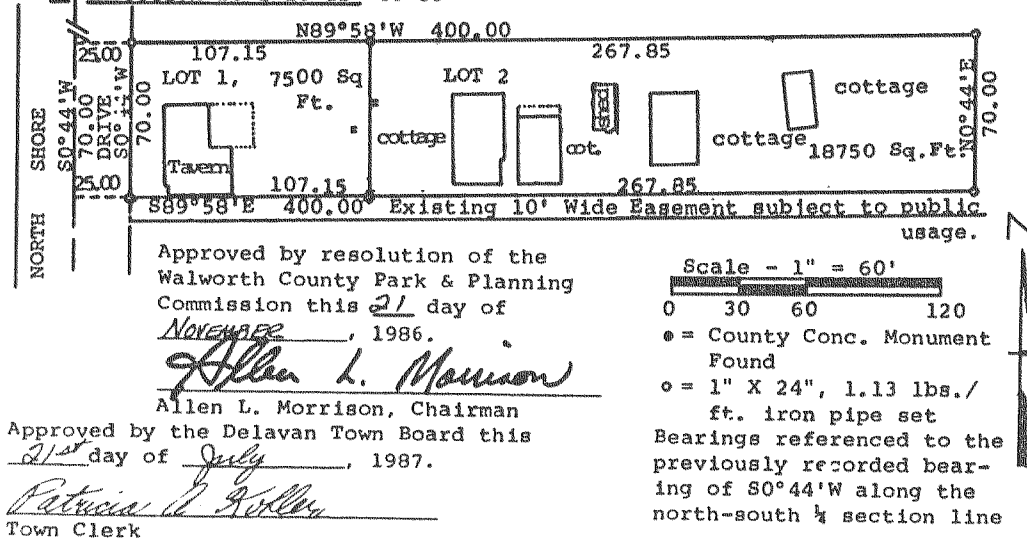 N89°58'W 400.00
25.00 107.15 267.85
LOT 1, 7500 Sq Ft.
LOT 2
cottage
NORTH SHORE DRIVE
S0°44'W
70.00
S0° 'W
70.00
N0°44'E
70.00
Tavern
cottage
cot.
shed
cottage
18750 Sq.Ft.
25.00 107.15 267.85
S89°58'E 400.00 Existing 10' Wide Easement subject to public
usage.
Approved by resolution of the
Walworth County Park & Planning
Commission this 21 day of
NOVEMBER, 1986.
Allen L. Morrison
Allen L. Morrison, Chairman
Approved by the Delavan Town Board this
21st day of July, 1987.
Patricia
Town Clerk
Scale - 1" = 60'
0 30 60 120
= County Conc. Monument
Found
= 1" X 24", 1.13 lbs./
ft. iron pipe set
Bearings referenced to the
previously recorded bear-
ing of S0°44'W along the
north-south ¼ section line